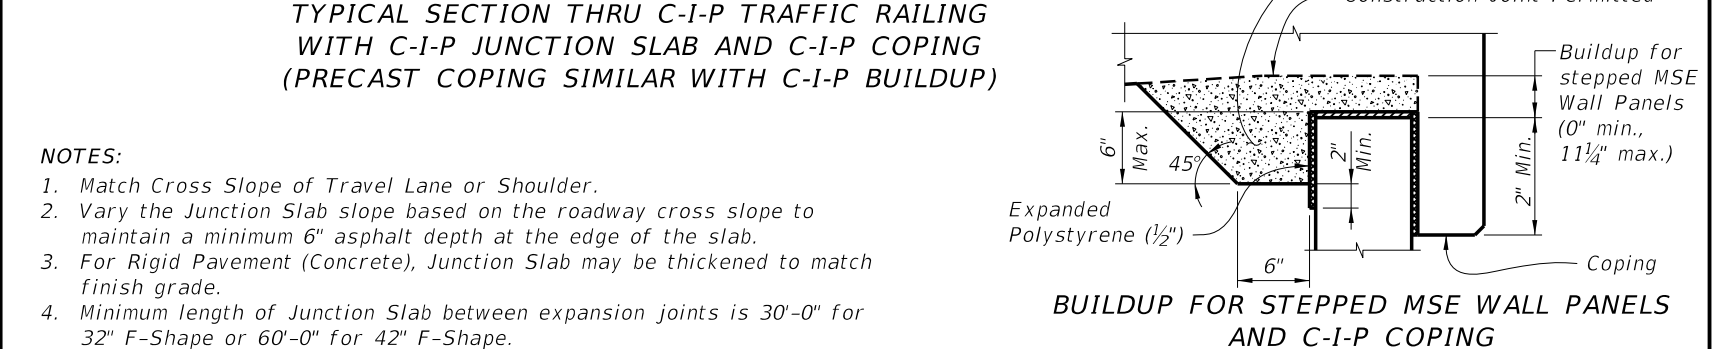 TYPICAL SECTION THRU C-I-P TRAFFIC RAILING
WITH C-I-P JUNCTION SLAB AND C-I-P COPING
(PRECAST COPING SIMILAR WITH C-I-P BUILDUP)
NOTES:
1. Match Cross Slope of Travel Lane or Shoulder.
2. Vary the Junction Slab slope based on the roadway cross slope to
maintain a minimum 6" asphalt depth at the edge of the slab.
3. For Rigid Pavement (Concrete), Junction Slab may be thickened to match
finish grade.
4. Minimum length of Junction Slab between expansion joints is 30'-0" for
32" F-Shape or 60'-0" for 42" F-Shape.
Construction Joint Permitted
Buildup for
stepped MSE
Wall Panels
(0" min.,
11¼" max.)
6"
Max.
45°
2"
Min.
2" Min.
Expanded
Polystyrene (½")
6"
Coping
BUILDUP FOR STEPPED MSE WALL PANELS
AND C-I-P COPING